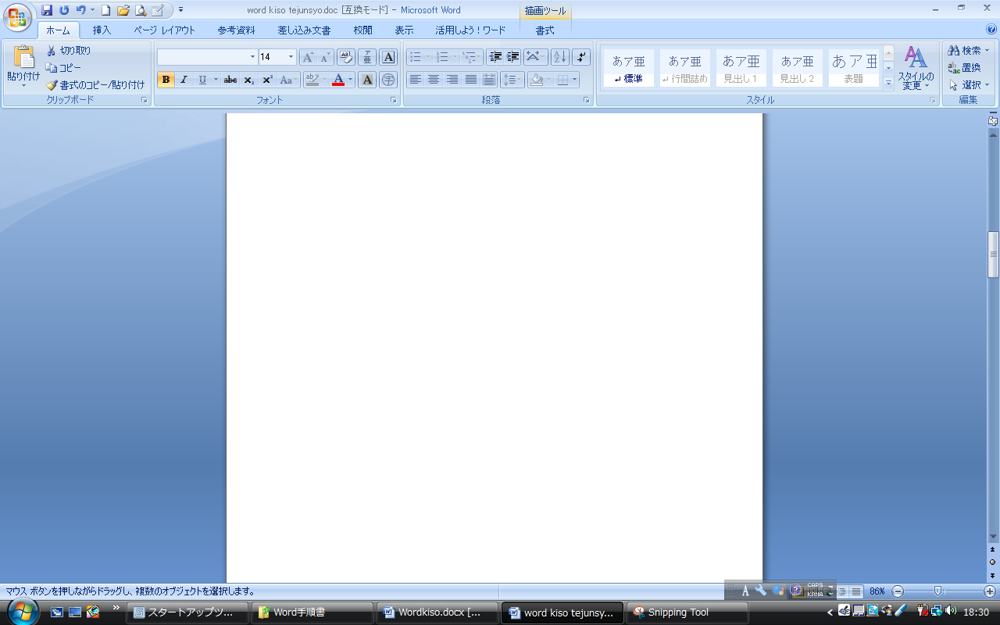 word kiso tejunsyo.doc [互換モード] - Microsoft Word
描画ツール
ホーム 挿入 ページ レイアウト 参考資料 差し込み文書 校閲 表示 活用しよう！ワード 書式
貼り付け
切り取り
コピー
書式のコピー/貼り付け
クリップボード
14
B I U abc x₂ x² Aa
ab A A 字
フォント
段落
あア亜 あア亜 あア亜 あア亜 あア亜
↵ 標準 ↵ 行間詰め 見出し 1 見出し 2 表題
スタイルの
変更
スタイル
検索
置換
選択
編集
マウス ボタンを押しながらドラッグし、複数のオブジェクトを選択します。
A CAPS
KANA
86%
スタートアップツ... Word手順書 Wordkiso.docx [... word kiso tejunsy... Snipping Tool
18:30